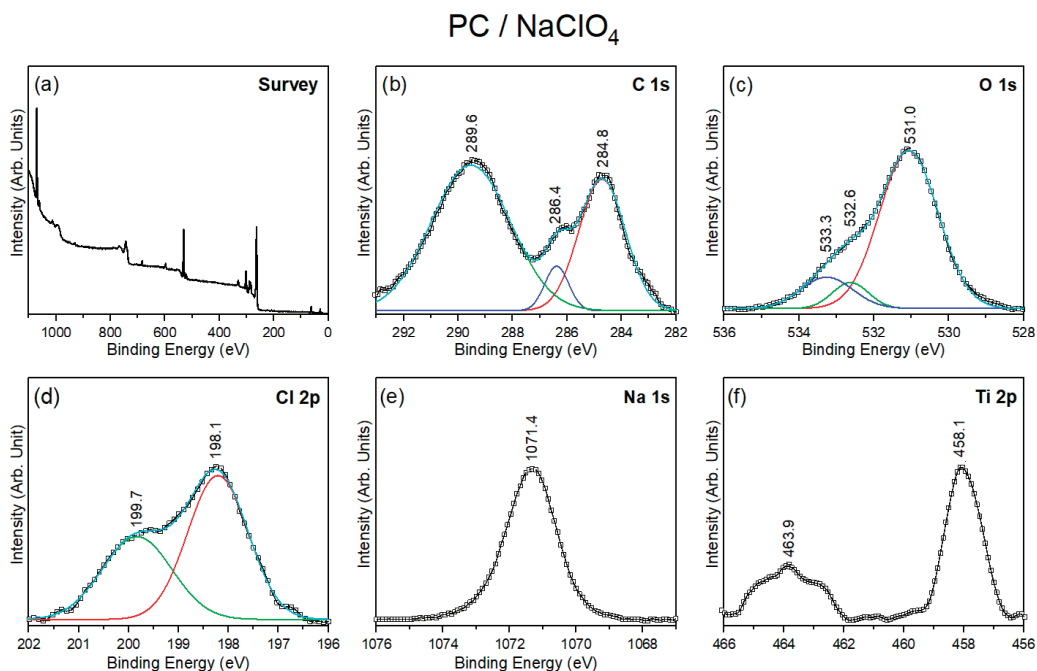 PC / NaClO₄
(a) Survey
Intensity (Arb. Units)
1000 800 600 400 200 0
Binding Energy (eV)
(b) C 1s
289.6
286.4
284.8
Intensity (Arb. Units)
292 290 288 286 284 282
Binding Energy (eV)
(c) O 1s
533.3
532.6
531.0
Intensity (Arb. Units)
536 534 532 530 528
Binding Energy (eV)
(d) Cl 2p
199.7
198.1
Intensity (Arb. Unit)
202 201 200 199 198 197 196
Binding Energy (eV)
(e) Na 1s
1071.4
Intensity (Arb. Units)
1076 1074 1072 1070 1068
Binding Energy (eV)
(f) Ti 2p
463.9
458.1
Intensity (Arb. Units)
466 464 462 460 458 456
Binding Energy (eV)